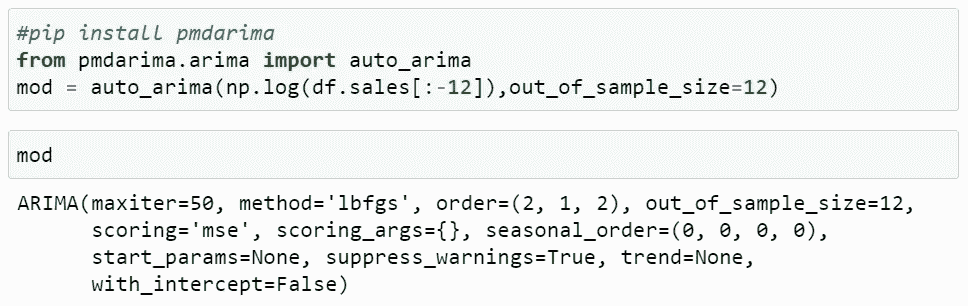 #pip install pmdarima
from pmdarima.arima import auto_arima
mod = auto_arima(np.log(df.sales[:-12]),out_of_sample_size=12)
mod
ARIMA(maxiter=50, method='lbfgs', order=(2, 1, 2), out_of_sample_size=12,
scoring='mse', scoring_args={}, seasonal_order=(0, 0, 0, 0),
start_params=None, suppress_warnings=True, trend=None,
with_intercept=False)